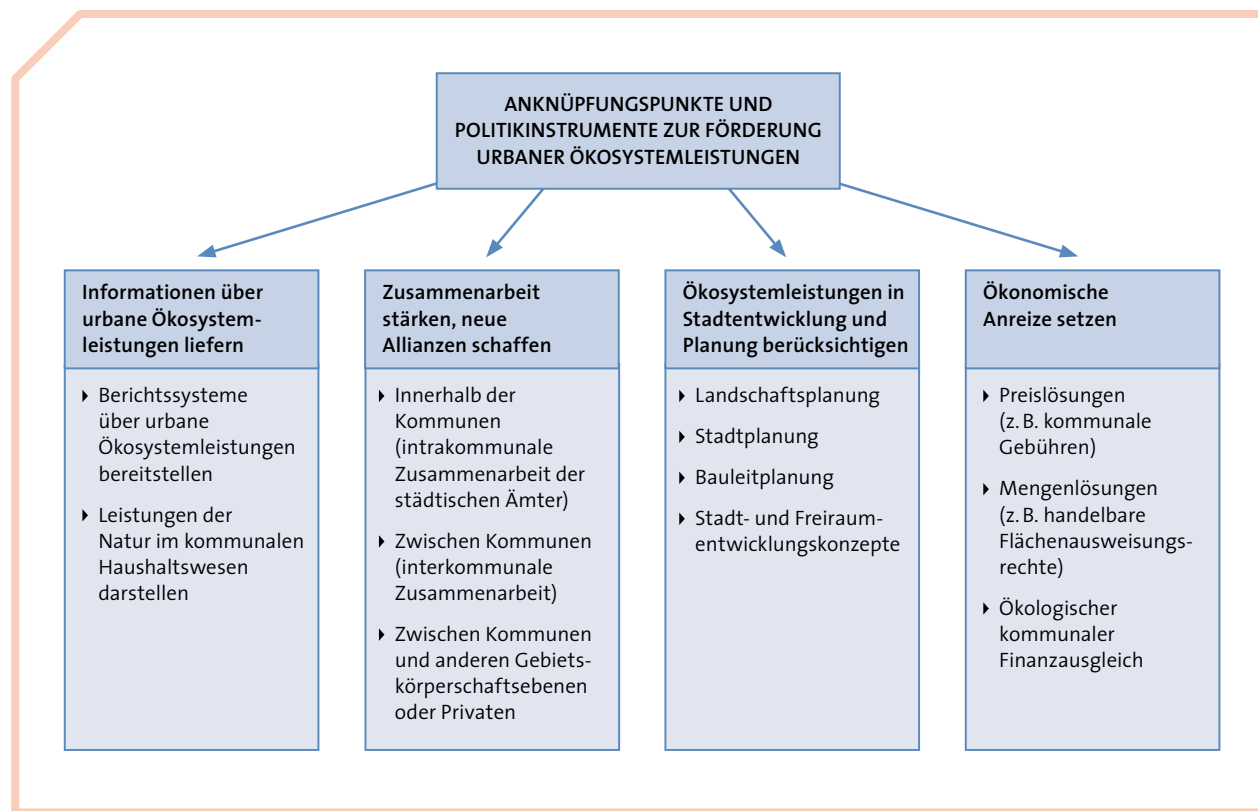 ANKNÜPFUNGSPUNKTE UND
POLITIKINSTRUMENTE ZUR FÖRDERUNG
URBANER ÖKOSYSTEMLEISTUNGEN
Informationen über
urbane Ökosystem-
leistungen liefern
‣ Berichtssysteme
über urbane
Ökosystemleistungen
bereitstellen
‣ Leistungen der
Natur im kommunalen
Haushaltswesen
darstellen
Zusammenarbeit
stärken, neue
Allianzen schaffen
‣ Innerhalb der
Kommunen
(intrakommunale
Zusammenarbeit der
städtischen Ämter)
‣ Zwischen Kommunen
(interkommunale
Zusammenarbeit)
‣ Zwischen Kommunen
und anderen Gebiets-
körperschaftsebenen
oder Privaten
Ökosystemleistungen in
Stadtentwicklung und
Planung berücksichtigen
‣ Landschaftsplanung
‣ Stadtplanung
‣ Bauleitplanung
‣ Stadt- und Freiraum-
entwicklungskonzepte
Ökonomische
Anreize setzen
‣ Preislösungen
(z. B. kommunale
Gebühren)
‣ Mengenlösungen
(z. B. handelbare
Flächenausweisungs-
rechte)
‣ Ökologischer
kommunaler
Finanzausgleich